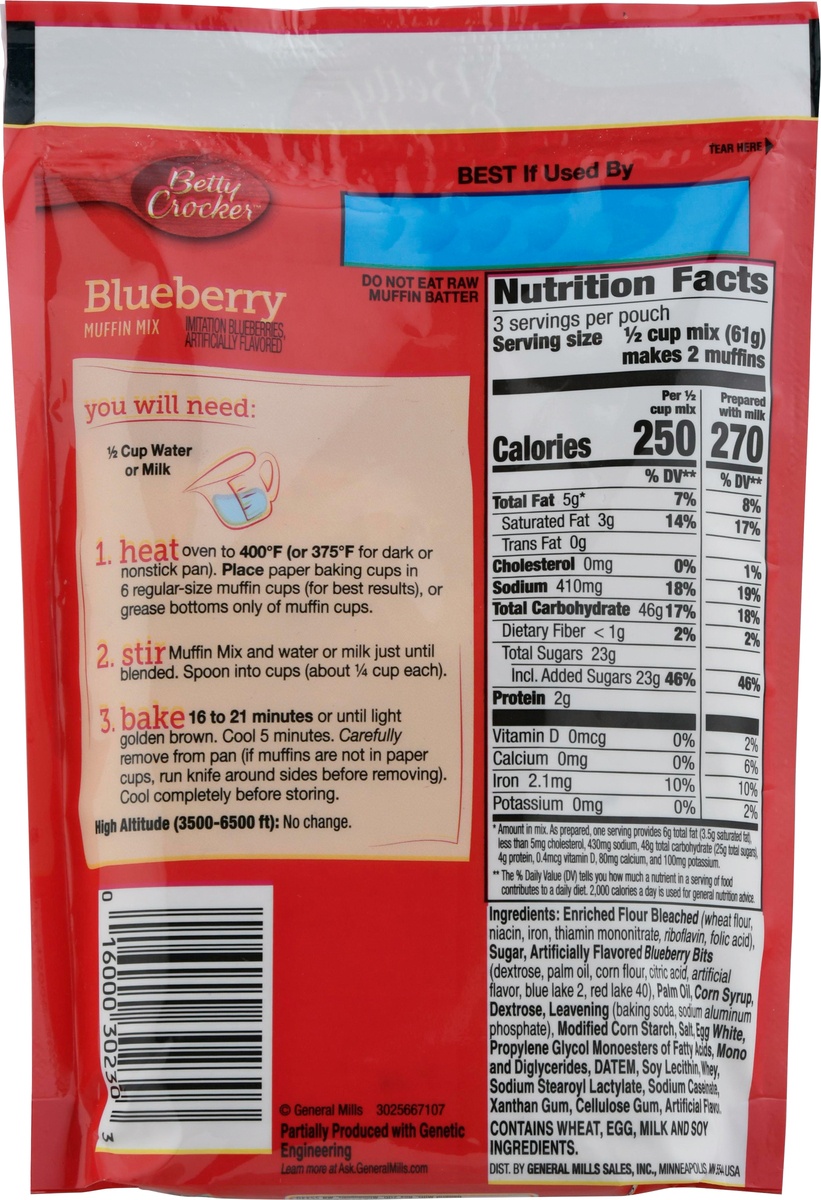 TEAR HERE
BEST If Used By
Betty
Crocker™
Blueberry
MUFFIN MIX
IMITATION BLUEBERRIES,
ARTIFICIALLY FLAVORED
DO NOT EAT RAW
MUFFIN BATTER
you will need:
½ Cup Water
or Milk
1. heat oven to 400°F (or 375°F for dark or
nonstick pan). Place paper baking cups in
6 regular-size muffin cups (for best results), or
grease bottoms only of muffin cups.
2. stir Muffin Mix and water or milk just until
blended. Spoon into cups (about ¼ cup each).
3. bake 16 to 21 minutes or until light
golden brown. Cool 5 minutes. Carefully
remove from pan (if muffins are not in paper
cups, run knife around sides before removing).
Cool completely before storing.
High Altitude (3500-6500 ft): No change.
0 16000 30230 3
© General Mills 3025667107
Partially Produced with Genetic
Engineering
Learn more at Ask.GeneralMills.com
Nutrition Facts
3 servings per pouch
Serving size ½ cup mix (61g)
makes 2 muffins
Per ½ cup mix Prepared with milk
Calories 250 270
% DV** % DV**
Total Fat 5g* 7% 8%
Saturated Fat 3g 14% 17%
Trans Fat 0g
Cholesterol 0mg 0% 1%
Sodium 410mg 18% 19%
Total Carbohydrate 46g 17% 18%
Dietary Fiber < 1g 2% 2%
Total Sugars 23g
Incl. Added Sugars 23g 46% 46%
Protein 2g
Vitamin D 0mcg 0% 2%
Calcium 0mg 0% 6%
Iron 2.1mg 10% 10%
Potassium 0mg 0% 2%
* Amount in mix. As prepared, one serving provides 6g total fat (3.5g saturated fat),
less than 5mg cholesterol, 430mg sodium, 48g total carbohydrate (25g total sugars),
4g protein, 0.4mcg vitamin D, 80mg calcium, and 100mg potassium.
** The % Daily Value (DV) tells you how much a nutrient in a serving of food
contributes to a daily diet. 2,000 calories a day is used for general nutrition advice.
Ingredients: Enriched Flour Bleached (wheat flour,
niacin, iron, thiamin mononitrate, riboflavin, folic acid),
Sugar, Artificially Flavored Blueberry Bits
(dextrose, palm oil, corn flour, citric acid, artificial
flavor, blue lake 2, red lake 40), Palm Oil, Corn Syrup,
Dextrose, Leavening (baking soda, sodium aluminum
phosphate), Modified Corn Starch, Salt, Egg White,
Propylene Glycol Monoesters of Fatty Acids, Mono
and Diglycerides, DATEM, Soy Lecithin, Whey,
Sodium Stearoyl Lactylate, Sodium Caseinate,
Xanthan Gum, Cellulose Gum, Artificial Flavor.
CONTAINS WHEAT, EGG, MILK AND SOY
INGREDIENTS.
DIST. BY GENERAL MILLS SALES, INC., MINNEAPOLIS, MN USA